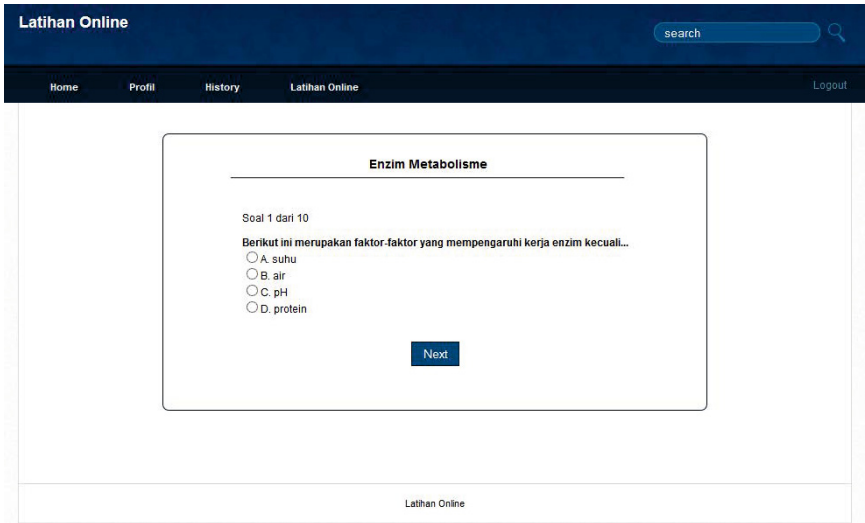 Latihan Online
search
Home Profil History Latihan Online Logout
Enzim Metabolisme
Soal 1 dari 10
Berikut ini merupakan faktor-faktor yang mempengaruhi kerja enzim kecuali...
A. suhu
B. air
C. pH
D. protein
Next
Latihan Online